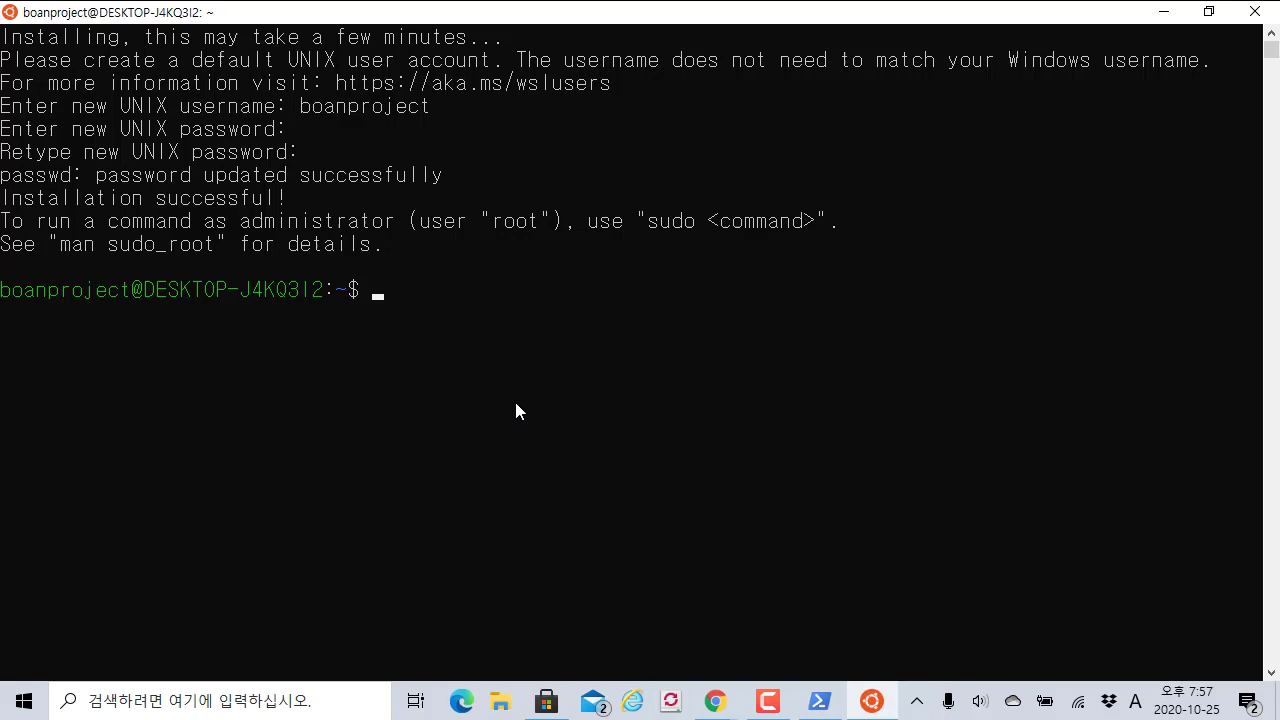 boanproject@DESKTOP-J4KQ3I2: ~
Installing, this may take a few minutes...
Please create a default UNIX user account. The username does not need to match your Windows username.
For more information visit: https://aka.ms/wslusers
Enter new UNIX username: boanproject
Enter new UNIX password:
Retype new UNIX password:
passwd: password updated successfully
Installation successful!
To run a command as administrator (user "root"), use "sudo <command>".
See "man sudo_root" for details.
boanproject@DESKTOP-J4KQ3I2:~$
검색하려면 여기에 입력하십시오.
2
A
오후 7:57
2020-10-25
2